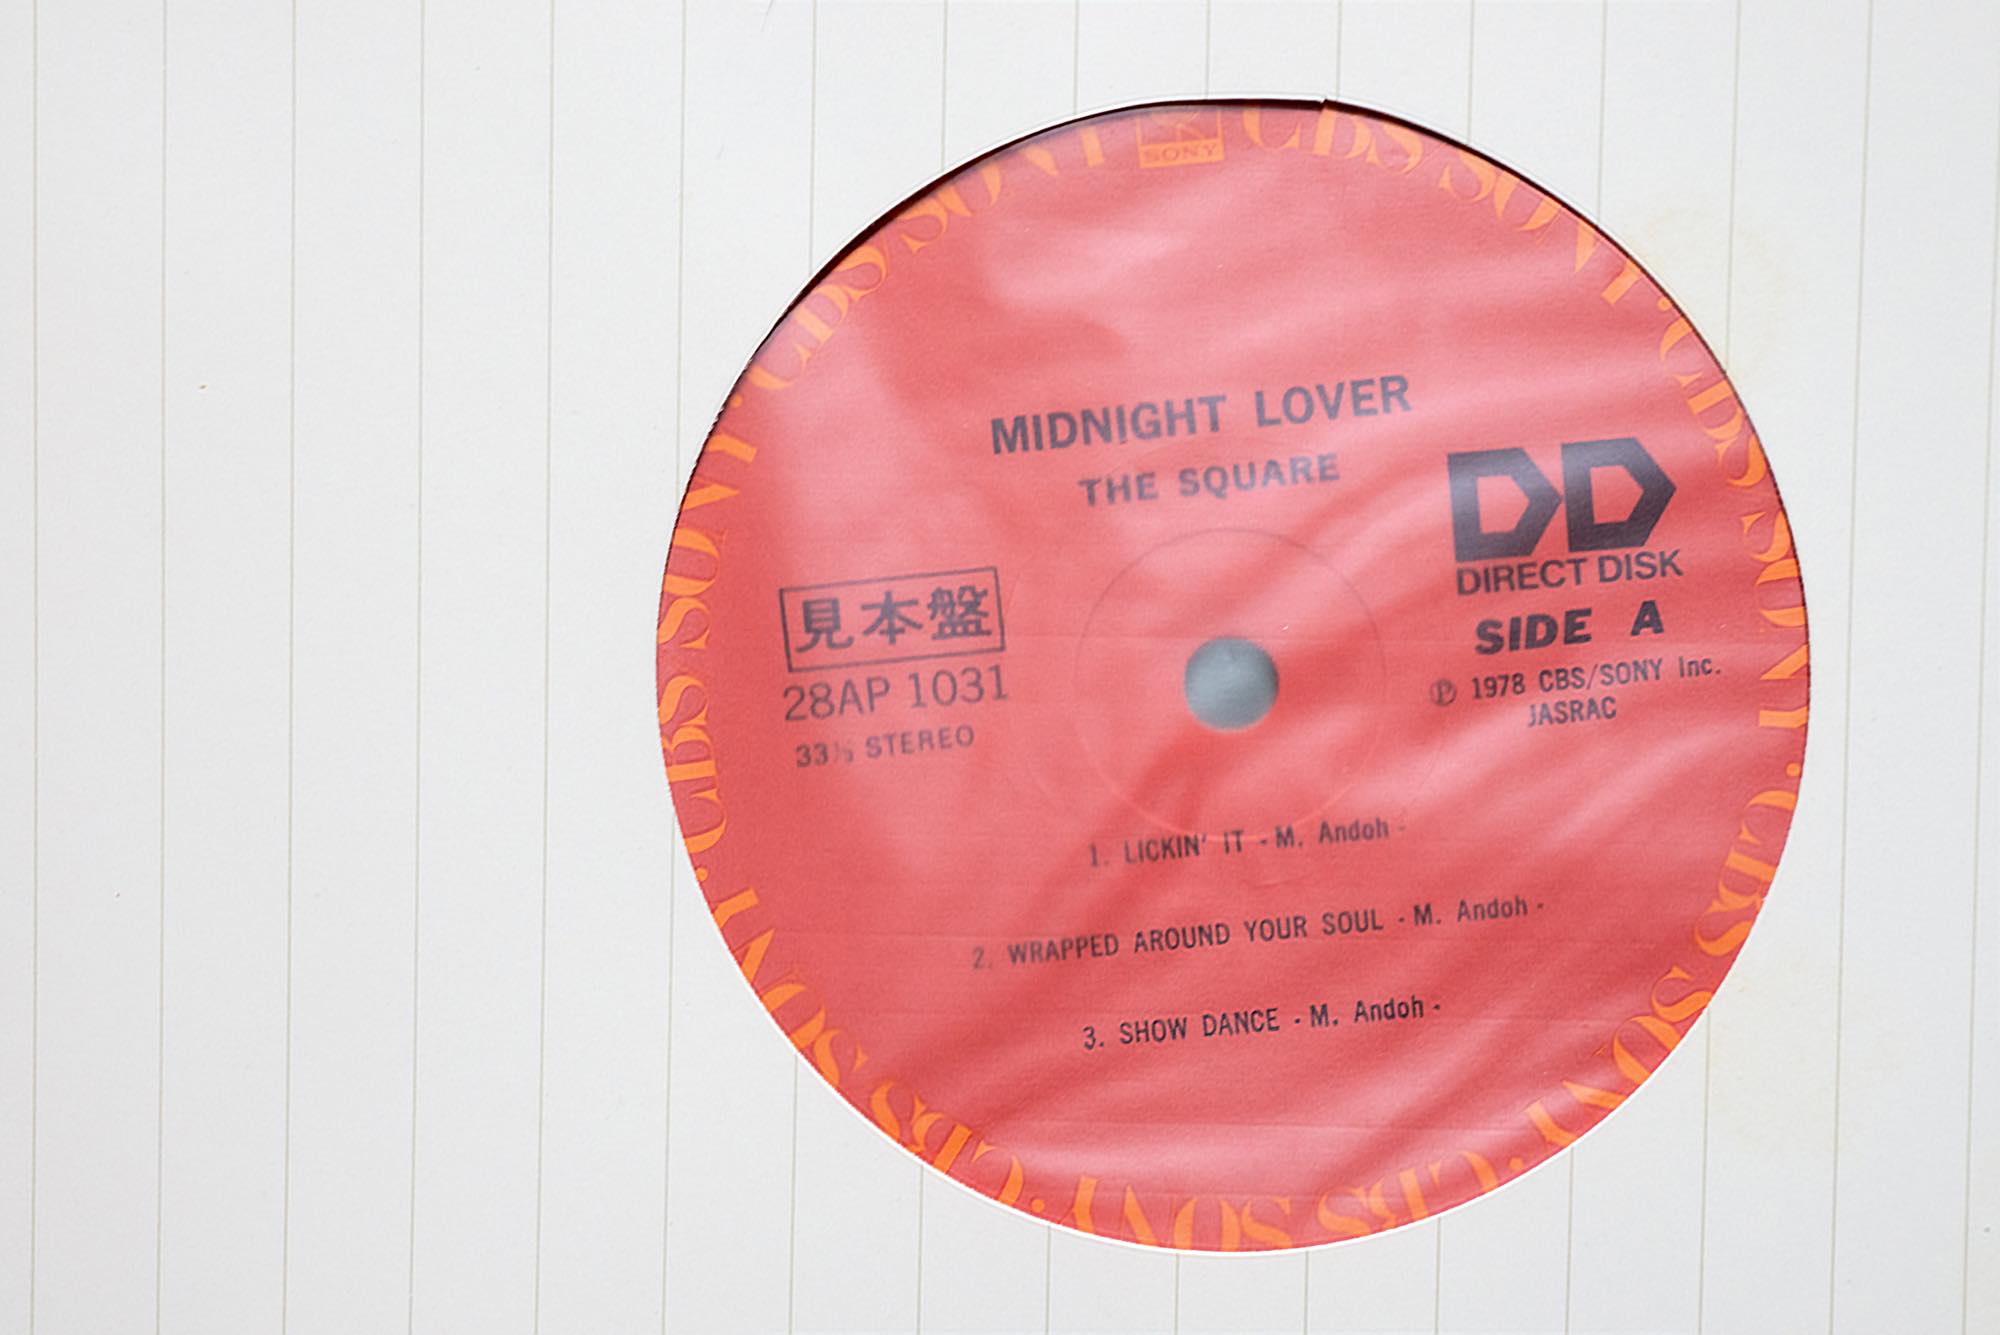 SONY
CBS/SONY · CBS/SONY · CBS/SONY · CBS/SONY · CBS/SONY · CBS/SONY · CBS/SONY
MIDNIGHT LOVER
THE SQUARE
DD
DIRECT DISK
SIDE A
Ⓟ 1978 CBS/SONY Inc.
JASRAC
見本盤
28AP 1031
33⅓ STEREO
1. LICKIN' IT - M. Andoh -
2. WRAPPED AROUND YOUR SOUL - M. Andoh -
3. SHOW DANCE - M. Andoh -